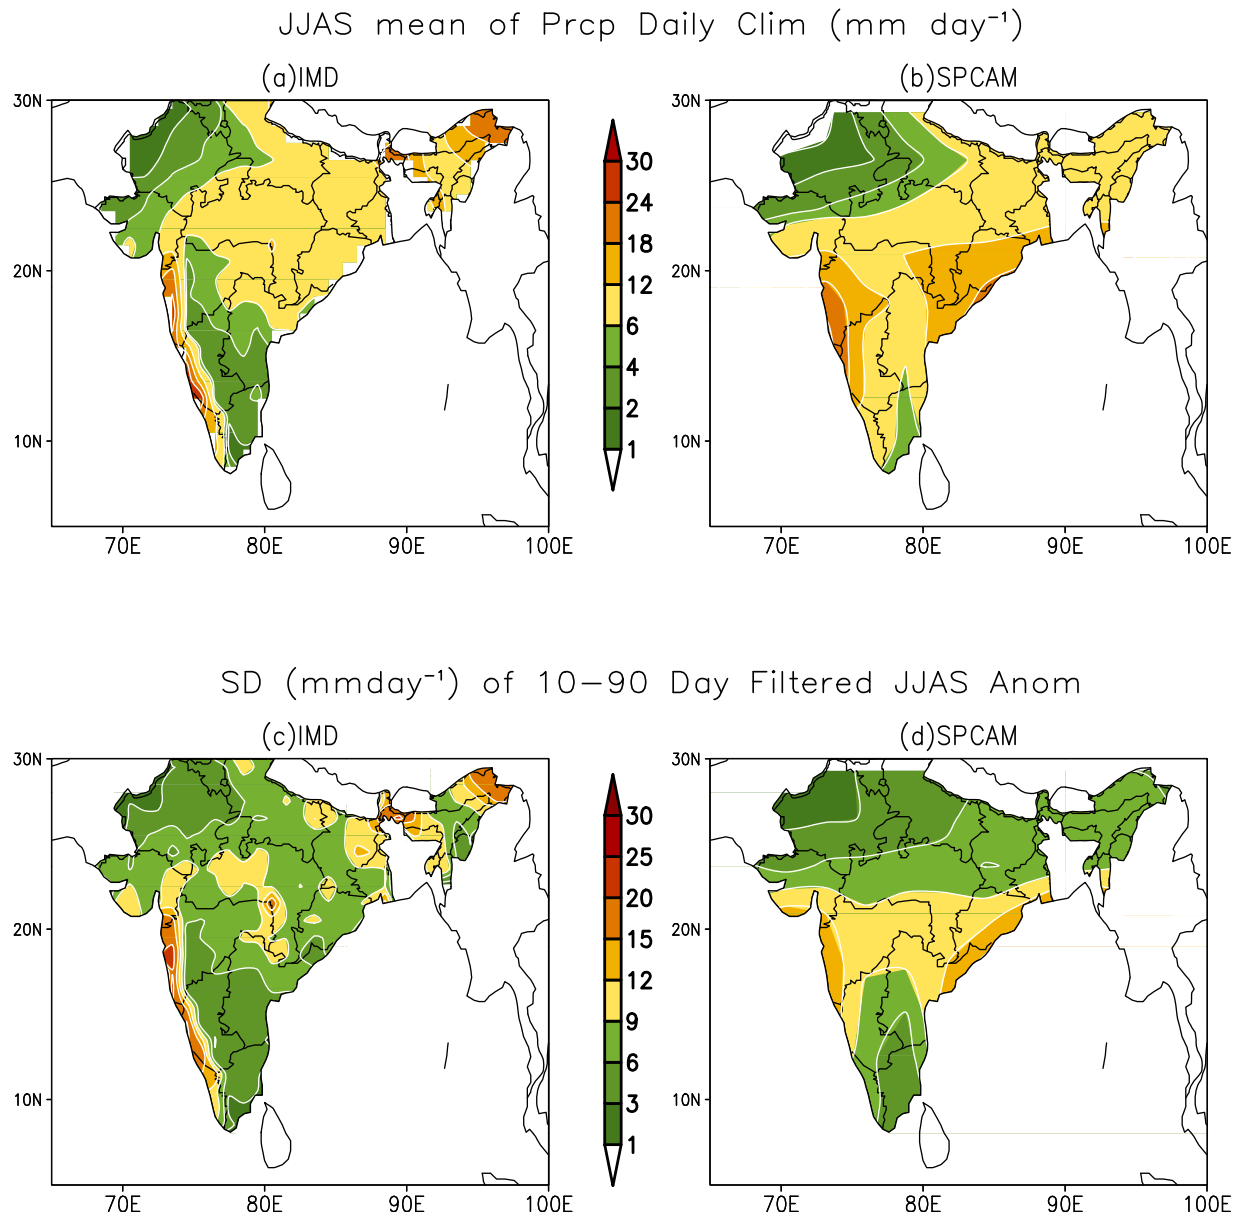 JJAS mean of Prcp Daily Clim (mm day⁻¹)
(a)IMD
(b)SPCAM
30N
20N
10N
70E 80E 90E 100E
30
24
18
12
6
4
2
1
30N
20N
10N
70E 80E 90E 100E
SD (mmday⁻¹) of 10−90 Day Filtered JJAS Anom
(c)IMD
(d)SPCAM
30N
20N
10N
70E 80E 90E 100E
30
25
20
15
12
9
6
3
1
30N
20N
10N
70E 80E 90E 100E